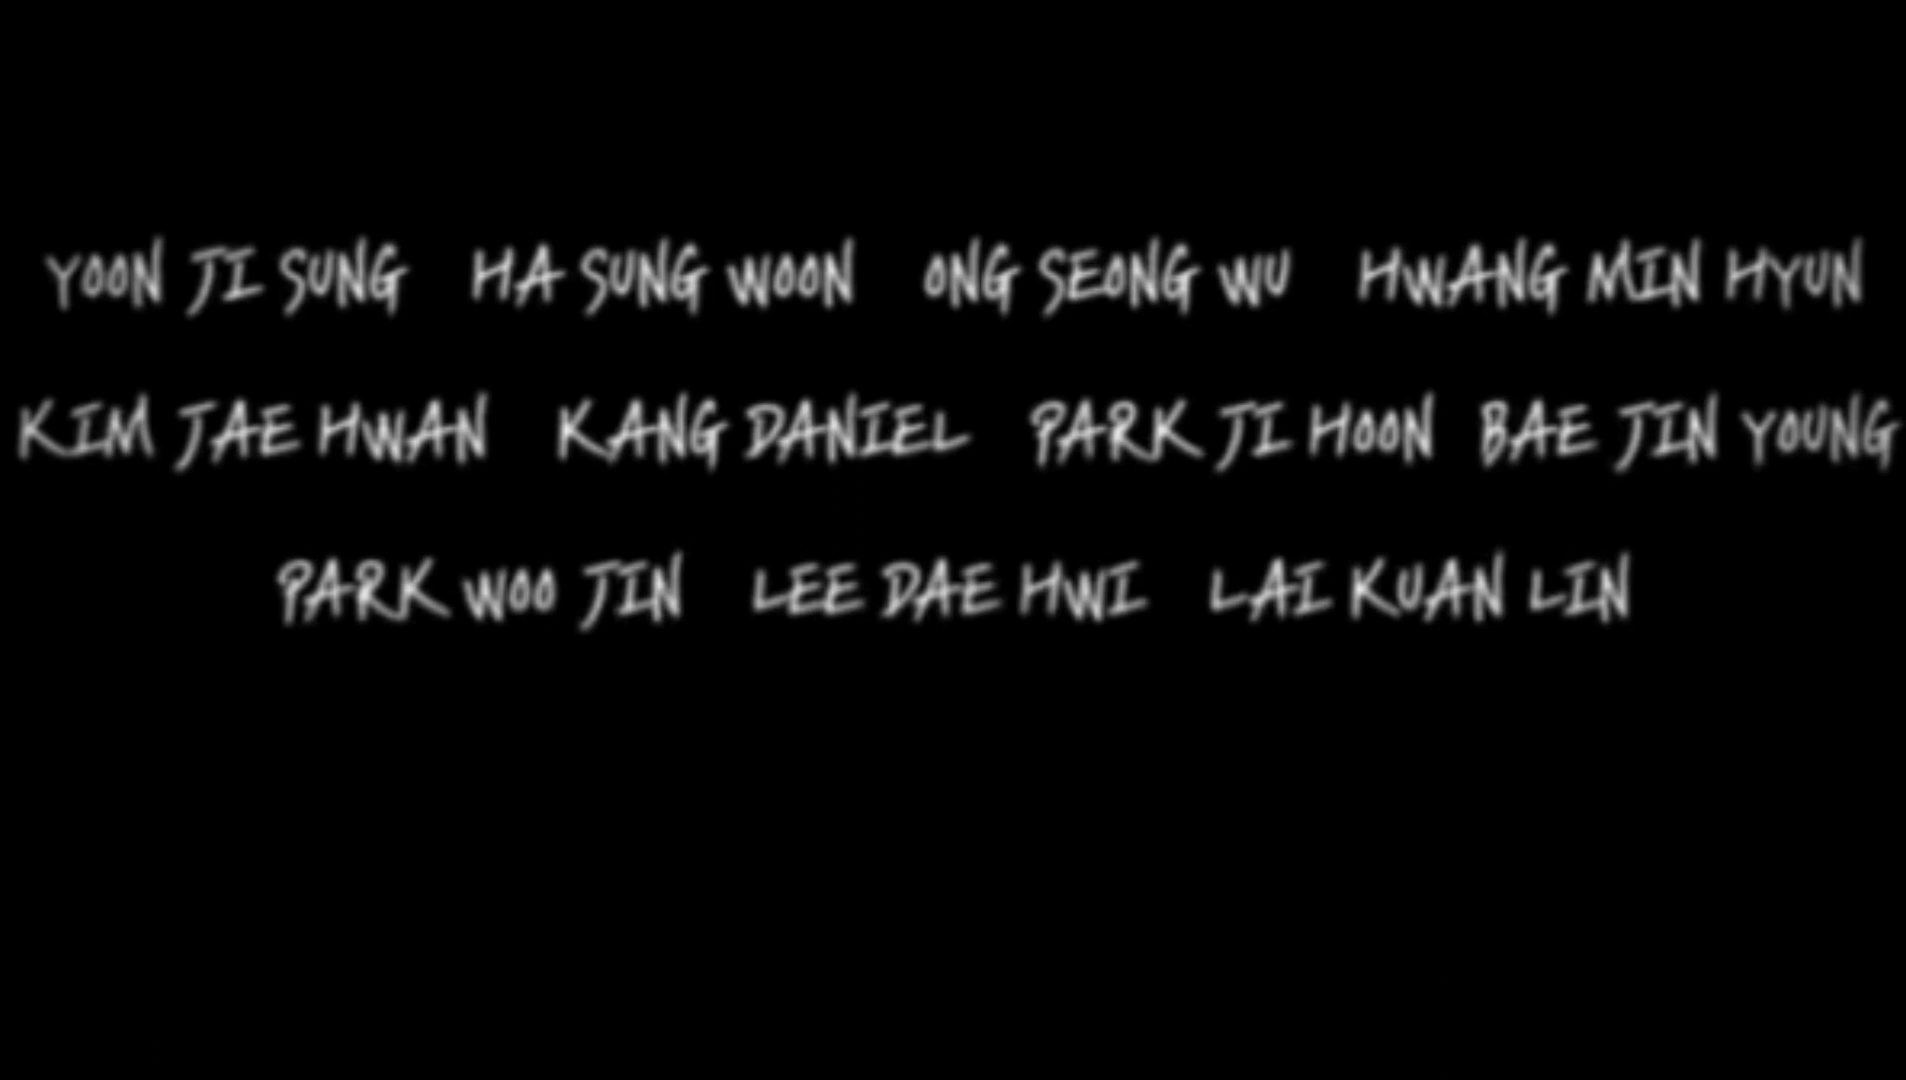 YOON JI SUNG HA SUNG WOON ONG SEONG WU HWANG MIN HYUN
KIM JAE HWAN KANG DANIEL PARK JI HOON BAE JIN YOUNG
PARK WOO JIN LEE DAE HWI LAI KUAN LIN